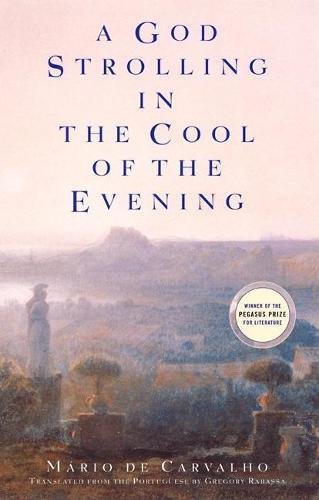 A GOD
STROLLING
IN
THE COOL
OF THE
EVENING
WINNER OF THE
PEGASUS PRIZE
FOR LITERATURE
MÁRIO DE CARVALHO
TRANSLATED FROM THE PORTUGUESE BY GREGORY RABASSA